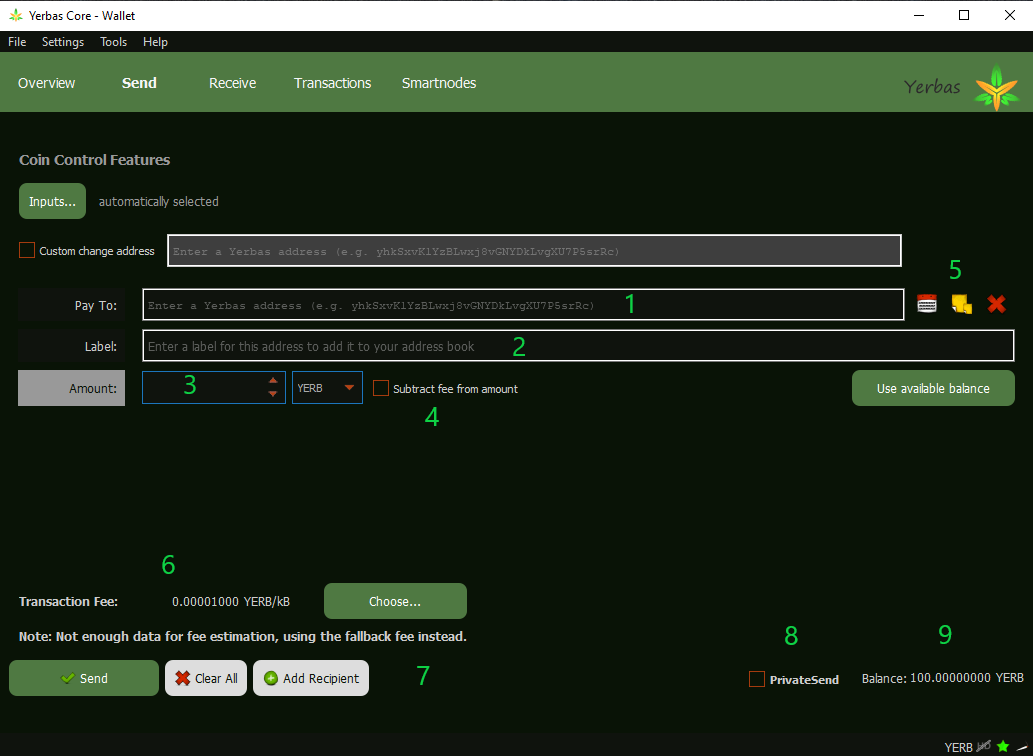 Yerbas Core - Wallet
File Settings Tools Help
Overview Send Receive Transactions Smartnodes Yerbas
Coin Control Features
Inputs... automatically selected
Custom change address Enter a Yerbas address (e.g. yhkSxvKlYzBLwxj8vGNYDkLvgXU7P5srRc)
5
Pay To: Enter a Yerbas address (e.g. yhkSxvKlYzBLwxj8vGNYDkLvgXU7P5srRc) 1
Label: Enter a label for this address to add it to your address book 2
Amount: 3 YERB Subtract fee from amount Use available balance
4
6
Transaction Fee: 0.00001000 YERB/kB Choose...
Note: Not enough data for fee estimation, using the fallback fee instead.
8 9
Send Clear All Add Recipient 7 PrivateSend Balance: 100.00000000 YERB
YERB HD